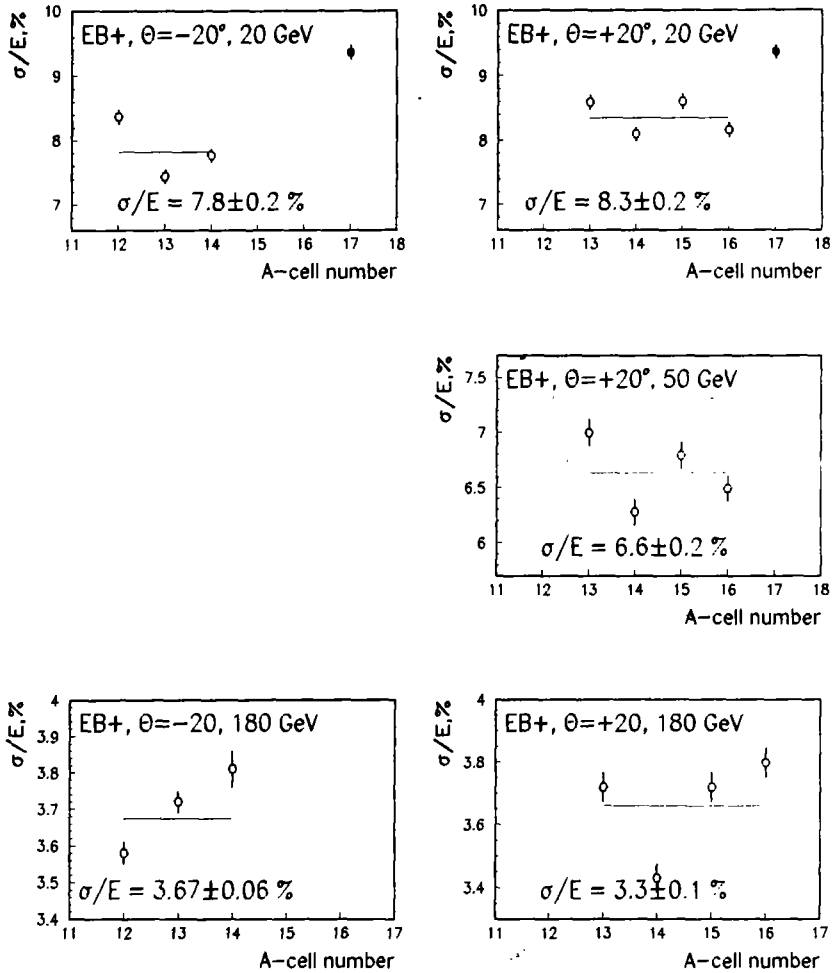 σ/E,%
EB+, Θ=−20°, 20 GeV
10
9
8
7
σ/E = 7.8±0.2 %
11 12 13 14 15 16 17 18
A−cell number
σ/E,%
EB+, Θ=+20°, 20 GeV
10
9
8
7
σ/E = 8.3±0.2 %
11 12 13 14 15 16 17 18
A−cell number
σ/E,%
EB+, Θ=+20°, 50 GeV
7.5
7
6.5
6
σ/E = 6.6±0.2 %
11 12 13 14 15 16 17 18
A−cell number
σ/E,%
EB+, Θ=−20, 180 GeV
4
3.9
3.8
3.7
3.6
3.5
3.4
σ/E = 3.67±0.06 %
11 12 13 14 15 16 17
A−cell number
σ/E,%
EB+, Θ=+20, 180 GeV
4
3.8
3.6
3.4
σ/E = 3.3±0.1 %
11 12 13 14 15 16 17
A−cell number